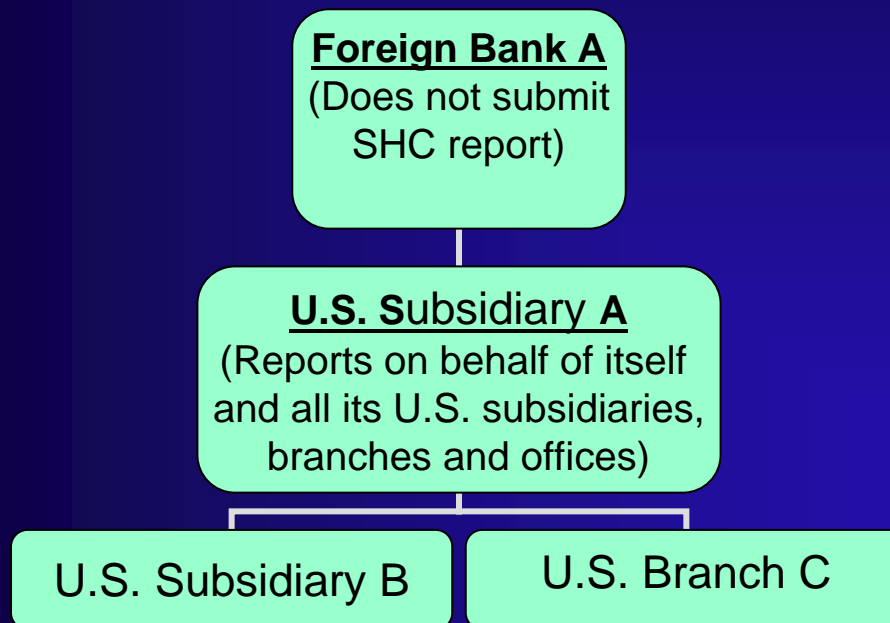 Foreign Bank A
(Does not submit
SHC report)
U.S. Subsidiary A
(Reports on behalf of itself
and all its U.S. subsidiaries,
branches and offices)
U.S. Subsidiary B
U.S. Branch C